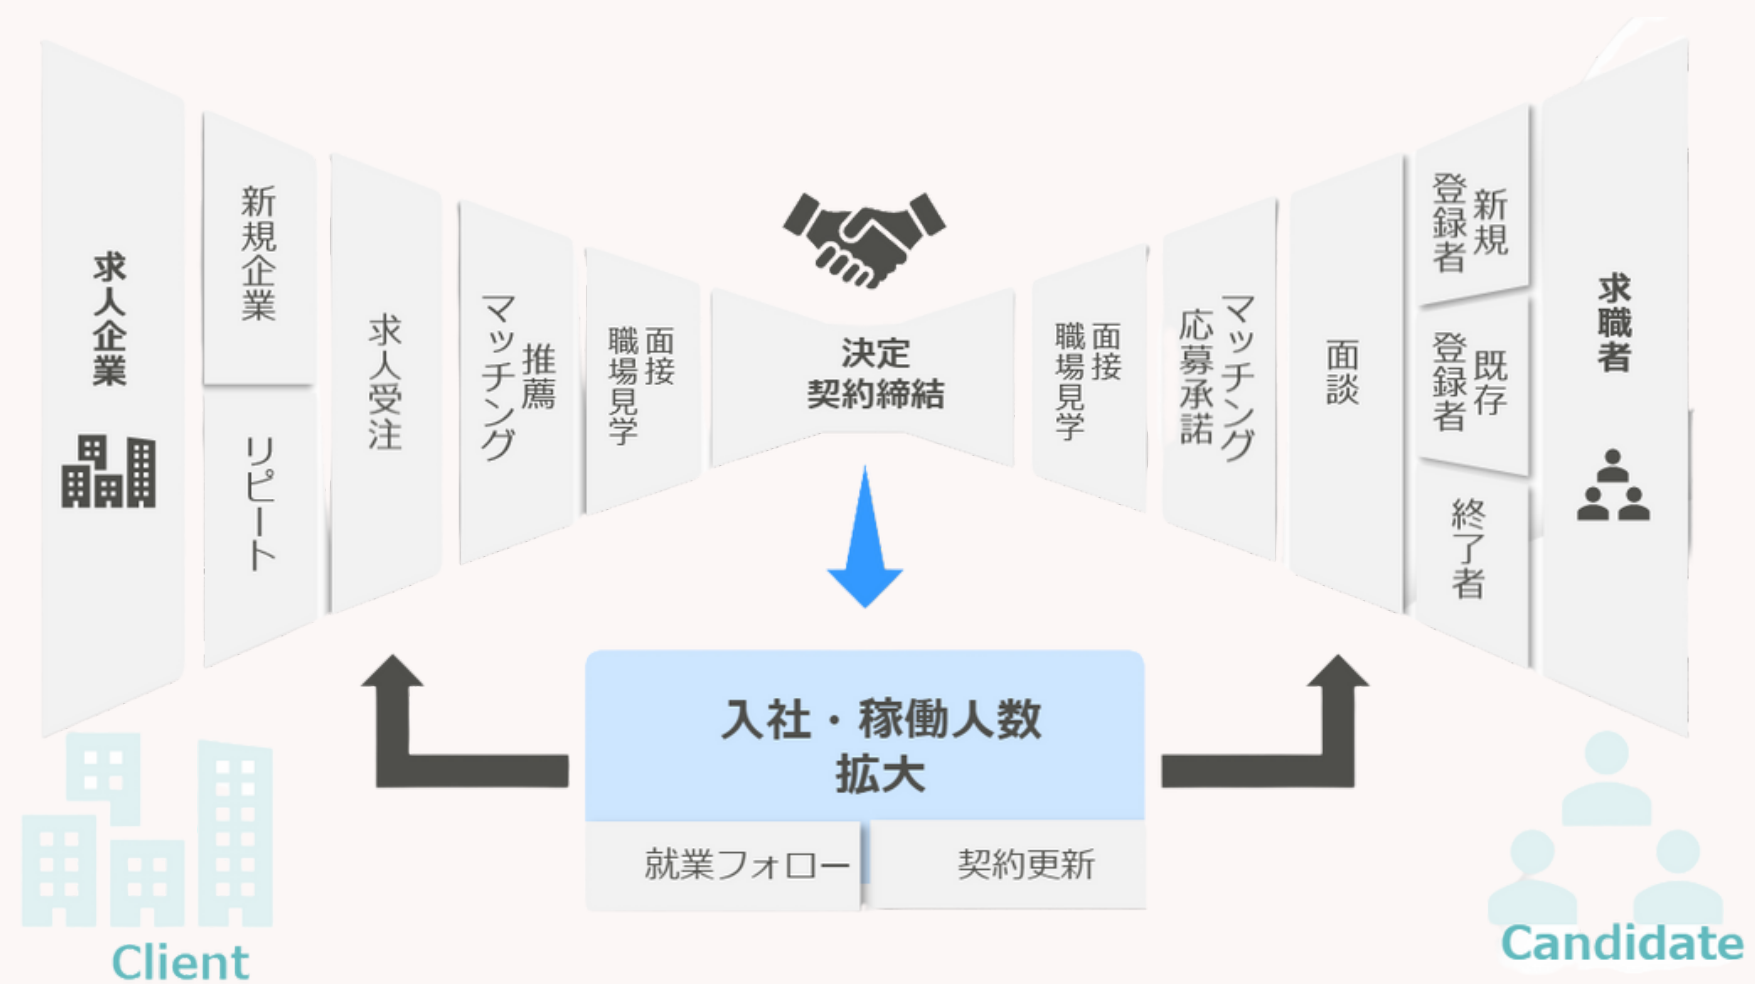 求人企業
新規企業
リピート
求人受注
マッチング
推薦
面接
職場見学
決定
契約締結
面接
職場見学
マッチング
応募承諾
面談
新規
登録者
既存
登録者
終了者
求職者
入社・稼働人数
拡大
就業フォロー
契約更新
Client
Candidate